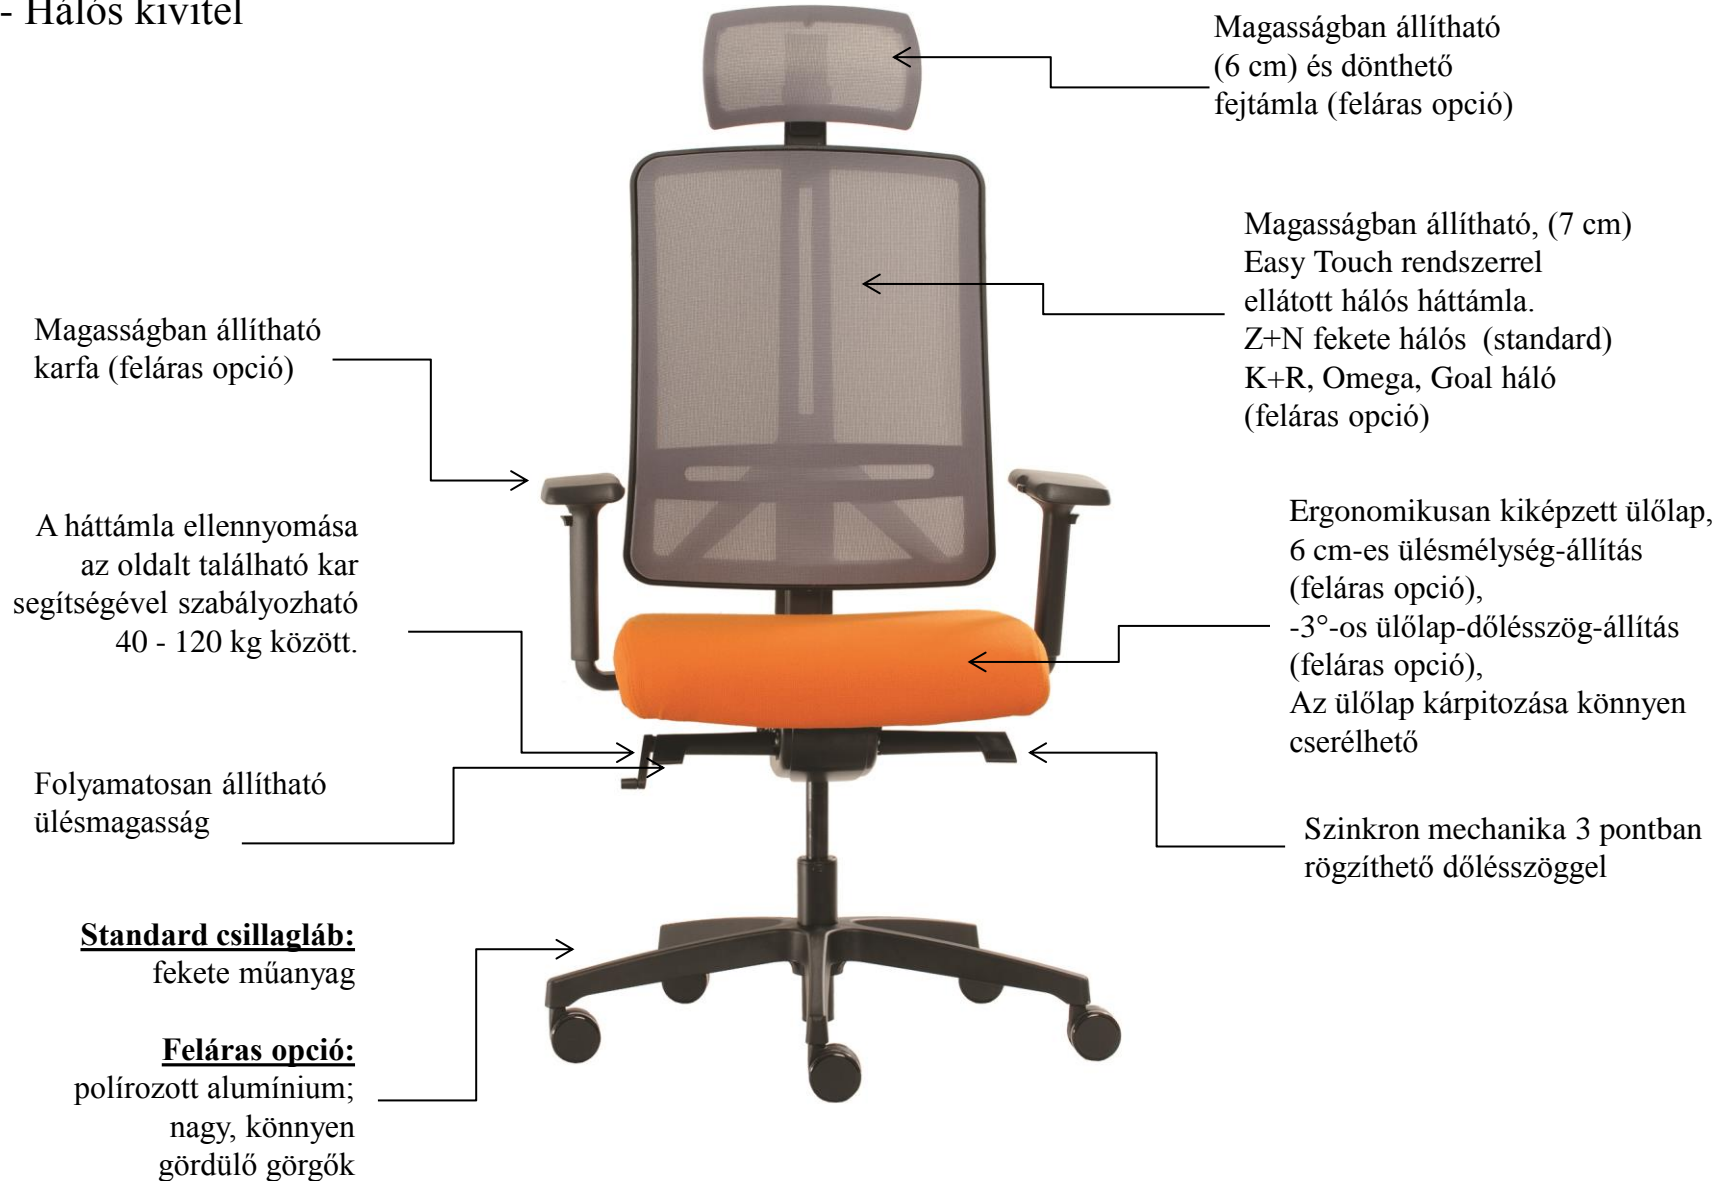 - Hálós kivitel
Magasságban állítható
(6 cm) és dönthető
fejtámla (feláras opció)
Magasságban állítható, (7 cm)
Easy Touch rendszerrel
ellátott hálós háttámla.
Z+N fekete hálós (standard)
K+R, Omega, Goal háló
(feláras opció)
Magasságban állítható
karfa (feláras opció)
A háttámla ellennyomása
az oldalt található kar
segítségével szabályozható
40 - 120 kg között.
Ergonomikusan kiképzett ülőlap,
6 cm-es ülésmélység-állítás
(feláras opció),
-3°-os ülőlap-dőlésszög-állítás
(feláras opció),
Az ülőlap kárpitozása könnyen
cserélhető
Folyamatosan állítható
ülésmagasság
Szinkron mechanika 3 pontban
rögzíthető dőlésszöggel
Standard csillagláb:
fekete műanyag
Feláras opció:
polírozott alumínium;
nagy, könnyen
gördülő görgők